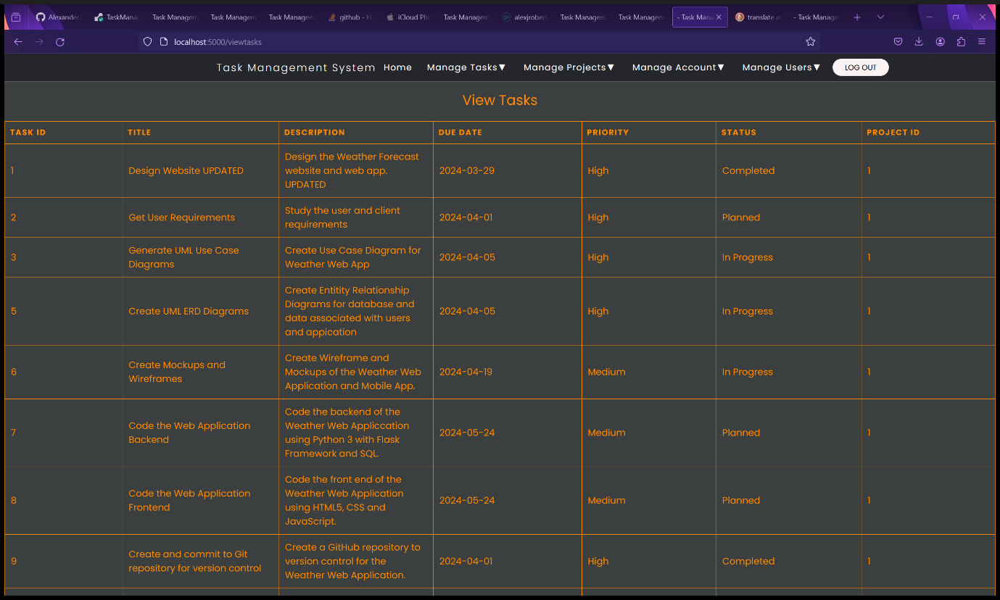 Alexander
TaskManag
Task Managem
Task Managem
Task Managem
github - H
iCloud Pho
Task Managem
alexjrobert
Task Managem
Task Managem
- Task Mana
translate a
- Task Manage
localhost:5000/viewtasks
Task Management System Home Manage Tasks▼ Manage Projects▼ Manage Account▼ Manage Users▼ LOG OUT
View Tasks
TASK ID TITLE DESCRIPTION DUE DATE PRIORITY STATUS PROJECT ID
1
Design Website UPDATED
Design the Weather Forecast
website and web app.
UPDATED
2024-03-29
High
Completed
1
2
Get User Requirements
Study the user and client
requirements
2024-04-01
High
Planned
1
3
Generate UML Use Case
Diagrams
Create Use Case Diagram for
Weather Web App
2024-04-05
High
In Progress
1
5
Create UML ERD Diagrams
Create Entitity Relationship
Diagrams for database and
data associated with users
and appication
2024-04-05
High
In Progress
1
6
Create Mockups and
Wireframes
Create Wireframe and
Mockups of the Weather Web
Application and Mobile App.
2024-04-19
Medium
In Progress
1
7
Code the Web Application
Backend
Code the backend of the
Weather Web Appliccation
using Python 3 with Flask
Framework and SQL.
2024-05-24
Medium
Planned
1
8
Code the Web Application
Frontend
Code the front end of the
Weather Web Application
using HTML5, CSS and
JavaScript.
2024-05-24
Medium
Planned
1
9
Create and commit to Git
repository for version control
Create a GitHub repository to
version control for the
Weather Web Application.
2024-04-01
High
Completed
1